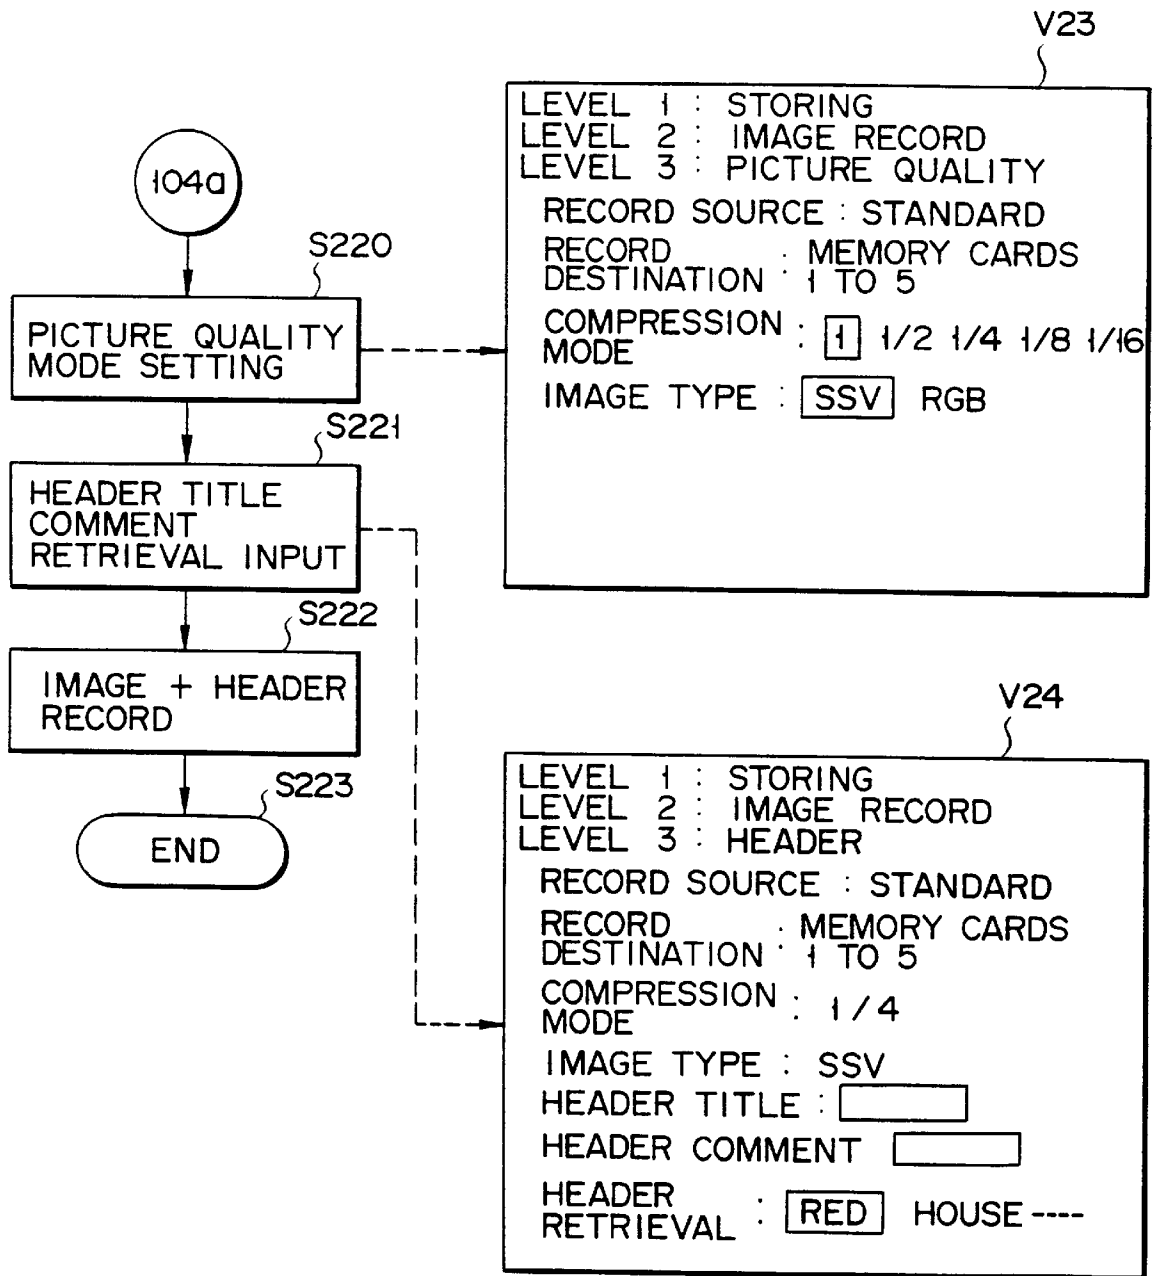 104a
S220
PICTURE QUALITY
MODE SETTING
S221
HEADER TITLE
COMMENT
RETRIEVAL INPUT
S222
IMAGE + HEADER
RECORD
S223
END
V23
LEVEL 1 : STORING
LEVEL 2 : IMAGE RECORD
LEVEL 3 : PICTURE QUALITY
RECORD SOURCE : STANDARD
RECORD : MEMORY CARDS
DESTINATION 1 TO 5
COMPRESSION : 1 1/2 1/4 1/8 1/16
MODE
IMAGE TYPE : SSV RGB
V24
LEVEL 1 : STORING
LEVEL 2 : IMAGE RECORD
LEVEL 3 : HEADER
RECORD SOURCE : STANDARD
RECORD : MEMORY CARDS
DESTINATION 1 TO 5
COMPRESSION : 1/4
MODE
IMAGE TYPE : SSV
HEADER TITLE :
HEADER COMMENT
HEADER : RED HOUSE ----
RETRIEVAL